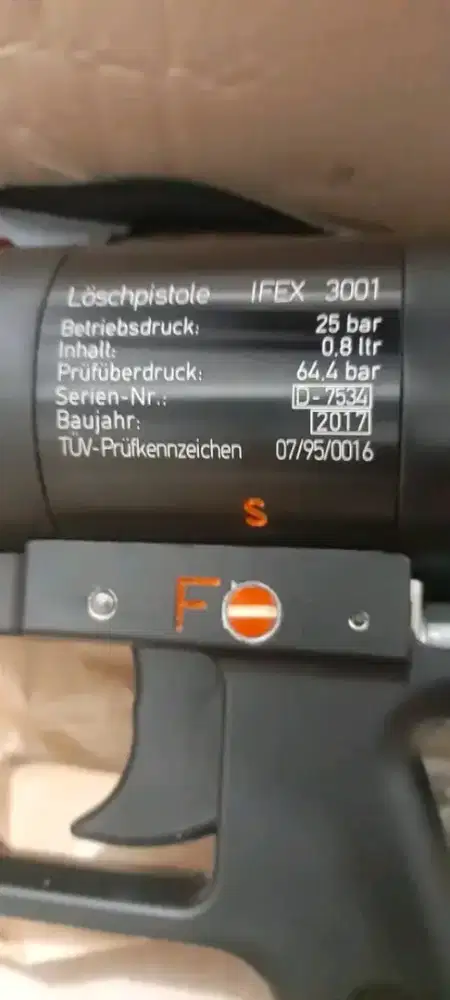 Löschpistole IFEX 3001
Betriebsdruck: 25 bar
Inhalt: 0,8 ltr
Prüfüberdruck: 64,4 bar
Serien-Nr.: D-7534
Baujahr: 2017
TÜV-Prüfkennzeichen 07/95/0016
S
F